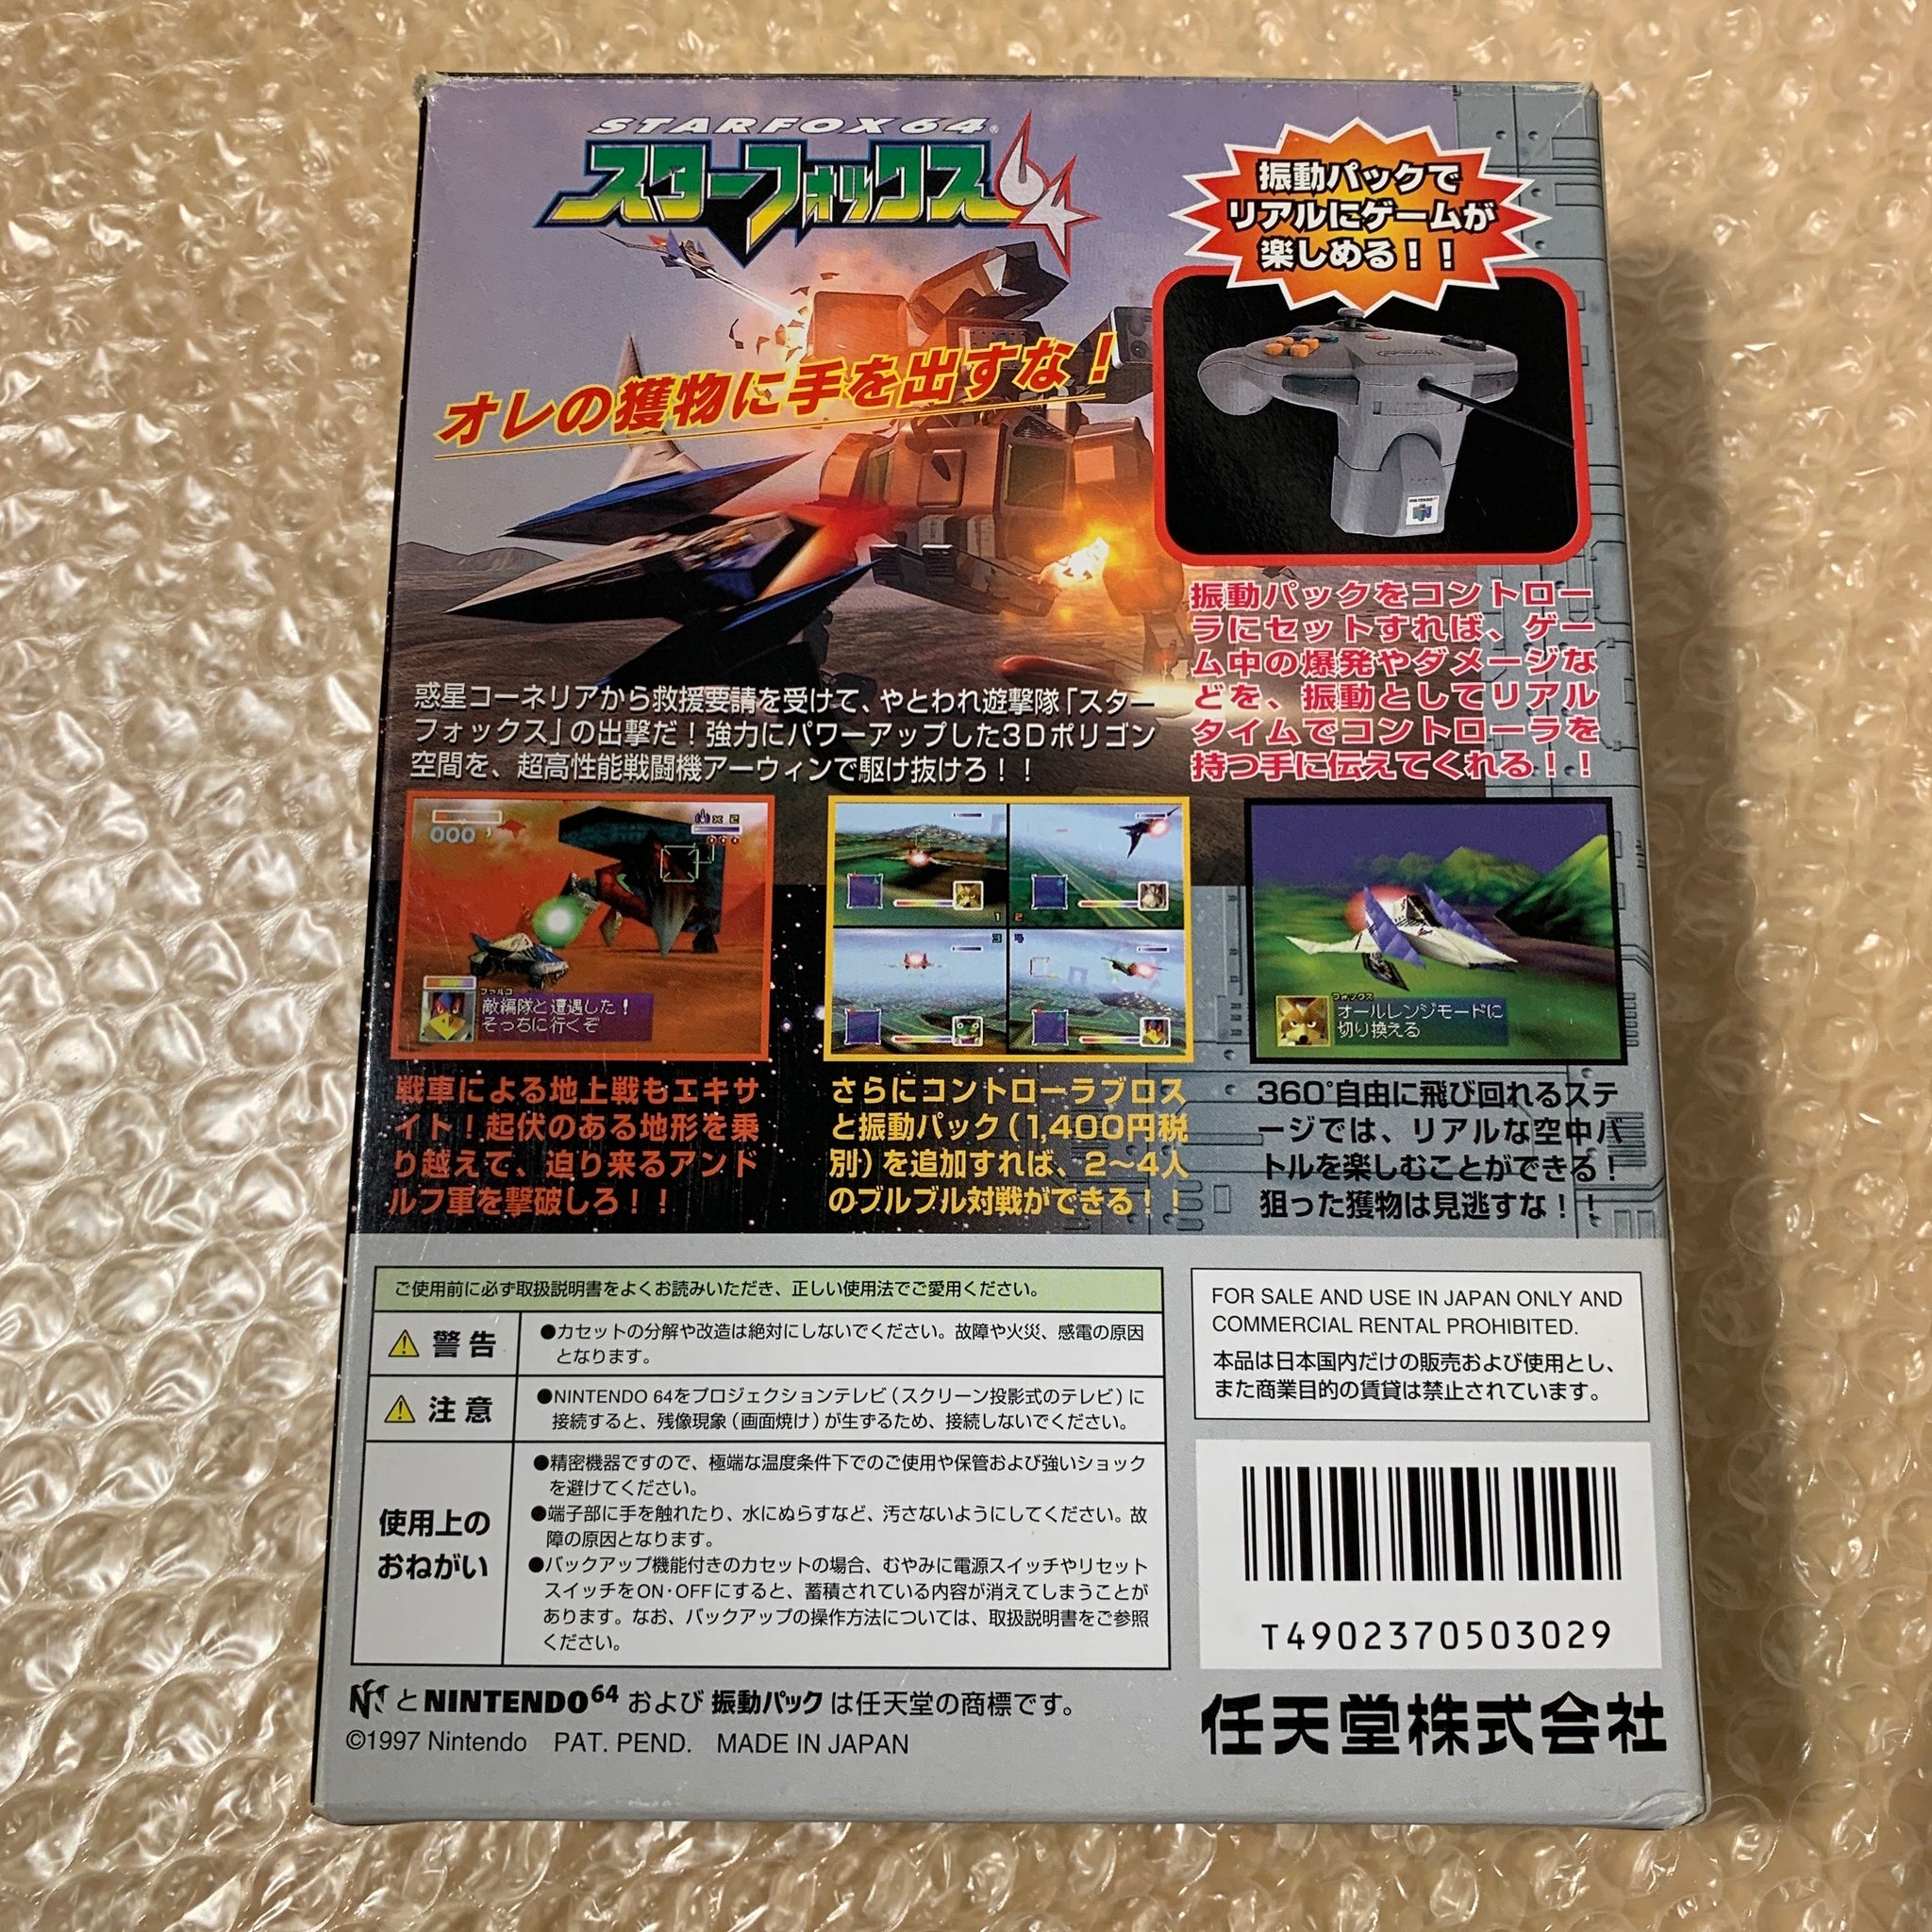 STARFOX 64®
スターフォックス64
振動パックで
リアルにゲームが
楽しめる！！
オレの獲物に手を出すな！
惑星コーネリアから救援要請を受けて、やとわれ遊撃隊「スター
フォックス」の出撃だ！強力にパワーアップした3Dポリゴン
空間を、超高性能戦闘機アーウィンで駆け抜けろ！！
振動パックをコントロー
ラにセットすれば、ゲー
ム中の爆発やダメージな
どを、振動としてリアル
タイムでコントローラを
持つ手に伝えてくれる！！
000
x 2
ファルコ
敵編隊と遭遇した！
そっちに行くぞ
1 2
3 4
フォックス
オールレンジモードに
切り換える
戦車による地上戦もエキサ
イト！起伏のある地形を乗
り越えて、迫り来るアンド
ルフ軍を撃破しろ！！
さらにコントローラブロス
と振動パック（1,400円税
別）を追加すれば、2～4人
のブルブル対戦ができる！！
360°自由に飛び回れるステ
ージでは、リアルな空中バ
トルを楽しむことができる！
狙った獲物は見逃すな！！
ご使用前に必ず取扱説明書をよくお読みいただき、正しい使用法でご愛用ください。
警告
●カセットの分解や改造は絶対にしないでください。故障や火災、感電の原因
となります。
注意
●NINTENDO 64をプロジェクションテレビ（スクリーン投影式のテレビ）に
接続すると、残像現象（画面焼け）が生ずるため、接続しないでください。
使用上の
おねがい
●精密機器ですので、極端な温度条件下でのご使用や保管および強いショック
を避けてください。
●端子部に手を触れたり、水にぬらすなど、汚さないようにしてください。故
障の原因となります。
●バックアップ機能付きのカセットの場合、むやみに電源スイッチやリセット
スイッチをON・OFFにすると、蓄積されている内容が消えてしまうことが
あります。なお、バックアップの操作方法については、取扱説明書をご参照
ください。
FOR SALE AND USE IN JAPAN ONLY AND
COMMERCIAL RENTAL PROHIBITED.
本品は日本国内だけの販売および使用とし、
また商業目的の賃貸は禁止されています。
T4902370503029
と NINTENDO64 および 振動パック は任天堂の商標です。
©1997 Nintendo PAT. PEND. MADE IN JAPAN
任天堂株式会社